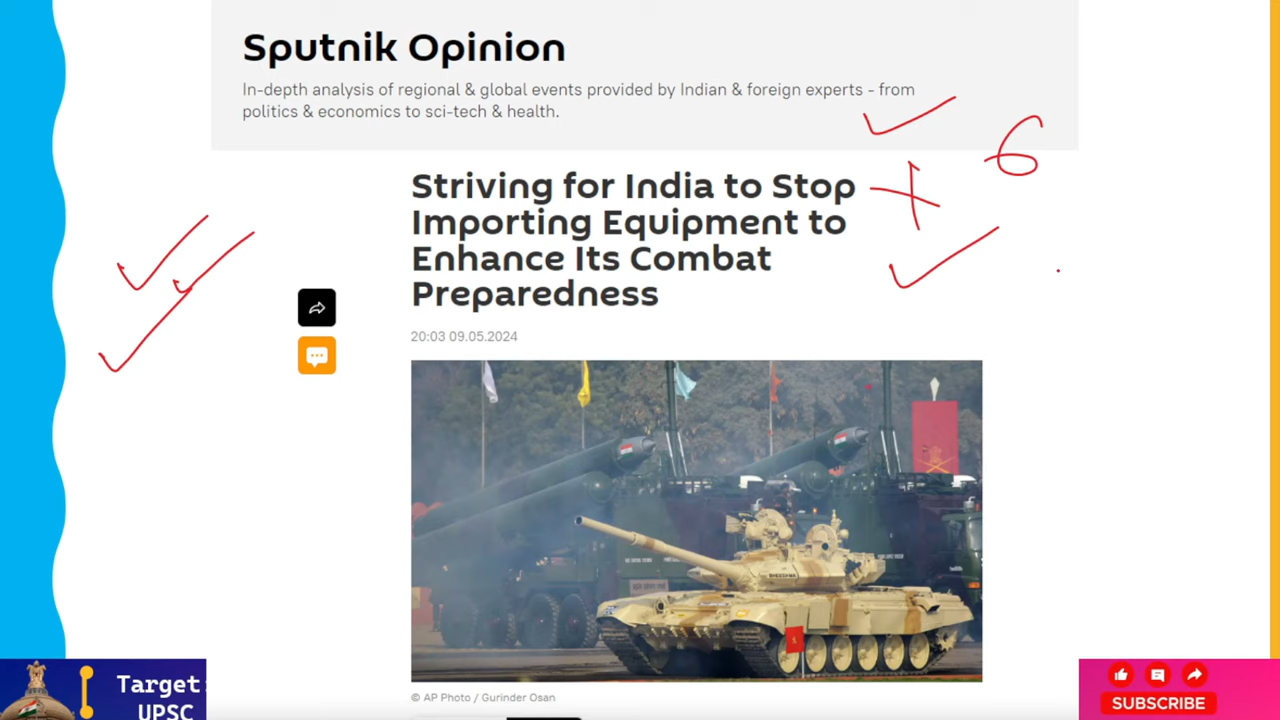 Sputnik Opinion
In-depth analysis of regional & global events provided by Indian & foreign experts - from
politics & economics to sci-tech & health.
6
Striving for India to Stop
Importing Equipment to
Enhance Its Combat
Preparedness
20:03 09.05.2024
© AP Photo / Gurinder Osan
Target
UPSC
SUBSCRIBE